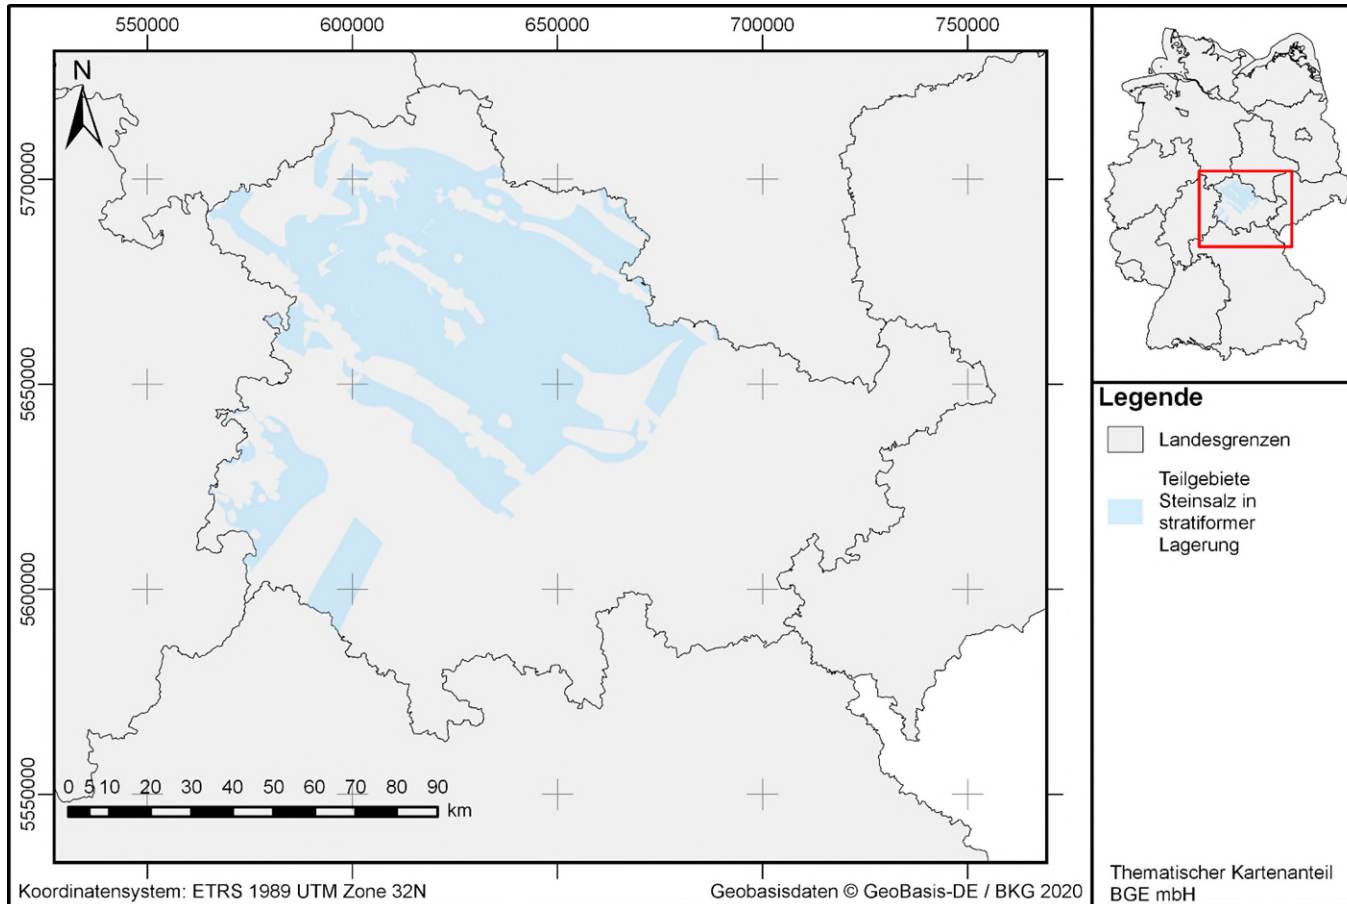 550000
600000
650000
700000
750000
N
5700000
5650000
5600000
5550000
0 5 10 20 30 40 50 60 70 80 90
km
Koordinatensystem: ETRS 1989 UTM Zone 32N
Geobasisdaten © GeoBasis-DE / BKG 2020
Legende
Landesgrenzen
Teilgebiete
Steinsalz in
stratiformer
Lagerung
Thematischer Kartenanteil
BGE mbH